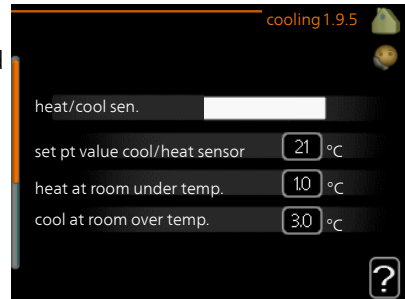 cooling 1.9.5
heat/cool sen.
set pt value cool/heat sensor 21 °C
heat at room under temp. 1.0 °C
cool at room over temp. 3.0 °C
?